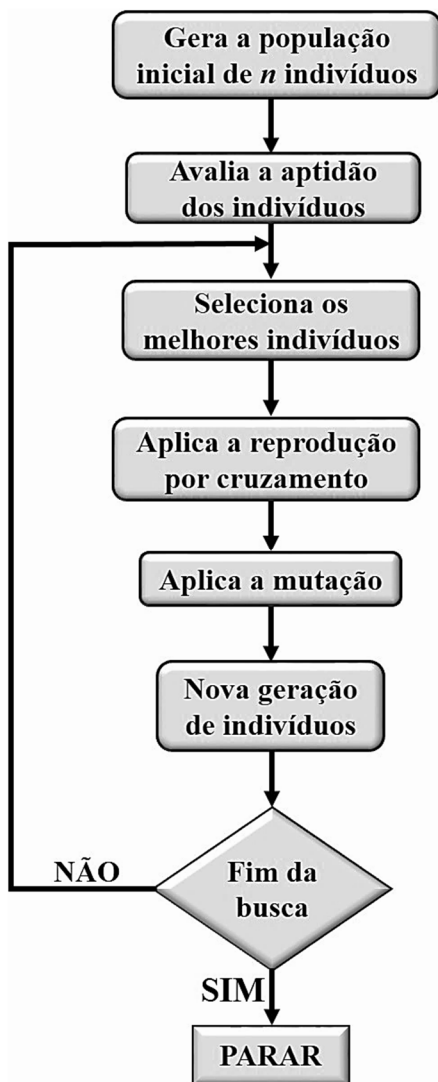 Gera a população
inicial de n indivíduos
Avalia a aptidão
dos indivíduos
Seleciona os
melhores indivíduos
Aplica a reprodução
por cruzamento
Aplica a mutação
Nova geração
de indivíduos
Fim da
busca
NÃO
SIM
PARAR